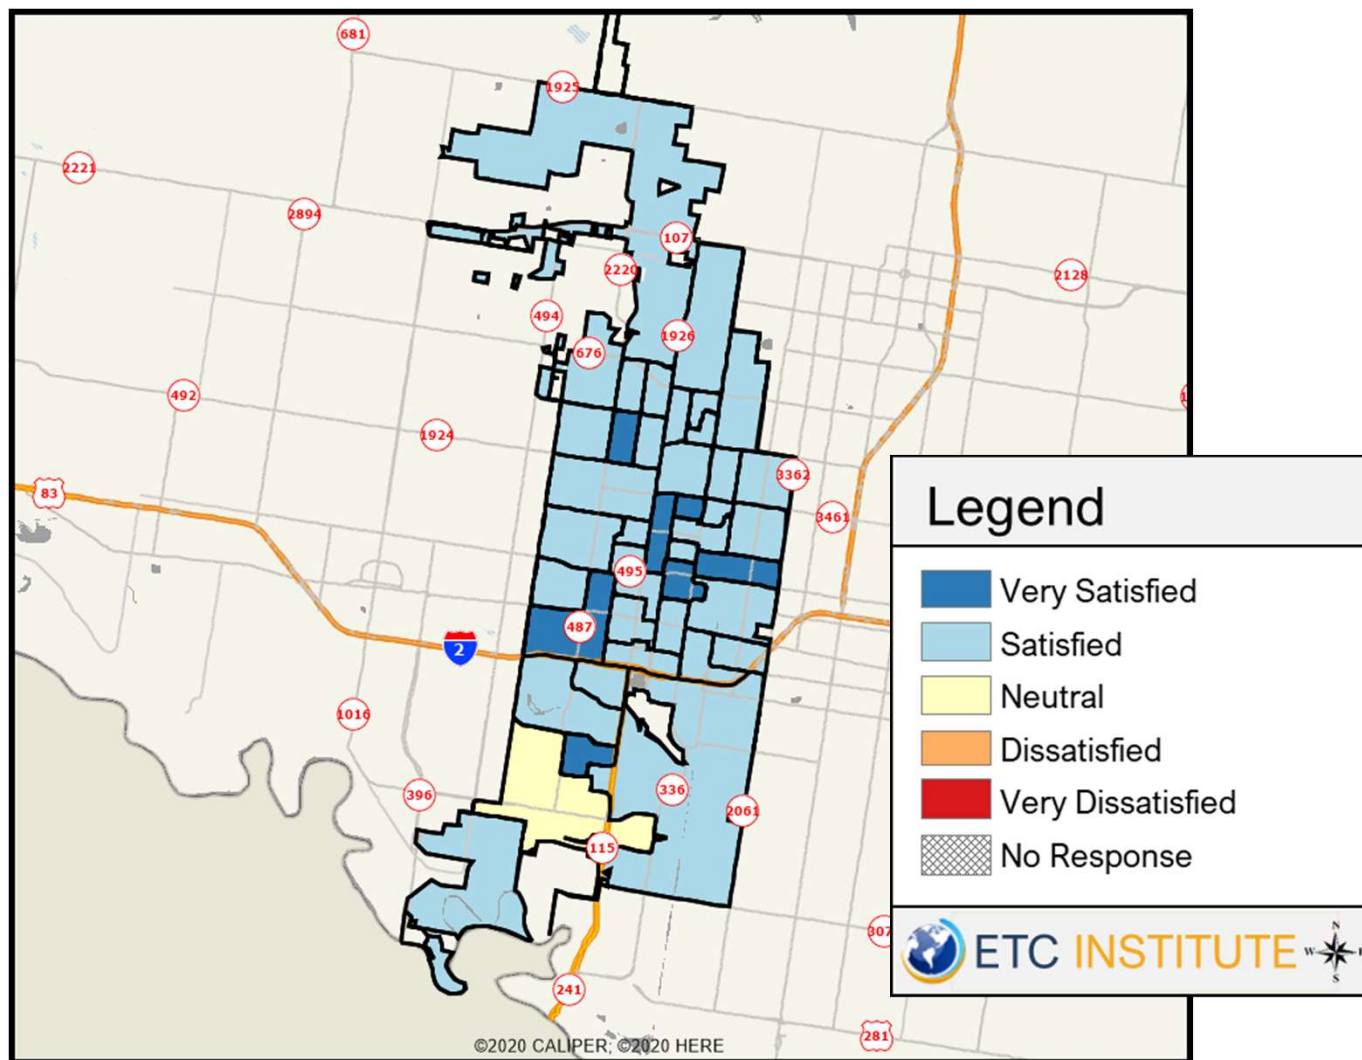 681
1925
2221
2894
107
2220
2128
494
1926
676
492
1924
3362
83
3461
495
487
2
1016
336
396
2061
115
307
241
281
©2020 CALIPER; ©2020 HERE
Legend
Very Satisfied
Satisfied
Neutral
Dissatisfied
Very Dissatisfied
No Response
ETC INSTITUTE
N
W
S